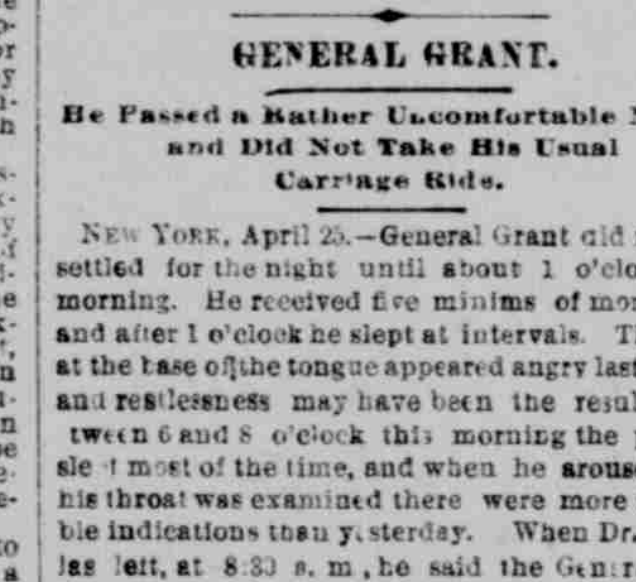 GENERAL GRANT.
He Passed a Rather Uncomfortable
and Did Not Take His Usual
Carriage Ride.
NEW YORK, April 25.—General Grant did
settled for the night until about 1 o'clo
morning. He received five minims of mor
and after 1 o'clock he slept at intervals. T
at the base of the tongue appeared angry last
and restlessness may have been the resul
tween 6 and 8 o'clock this morning the
slept most of the time, and when he arouse
his throat was examined there were more
ble indications than yesterday. When Dr.
las left, at 8:30 a. m., he said the Gener